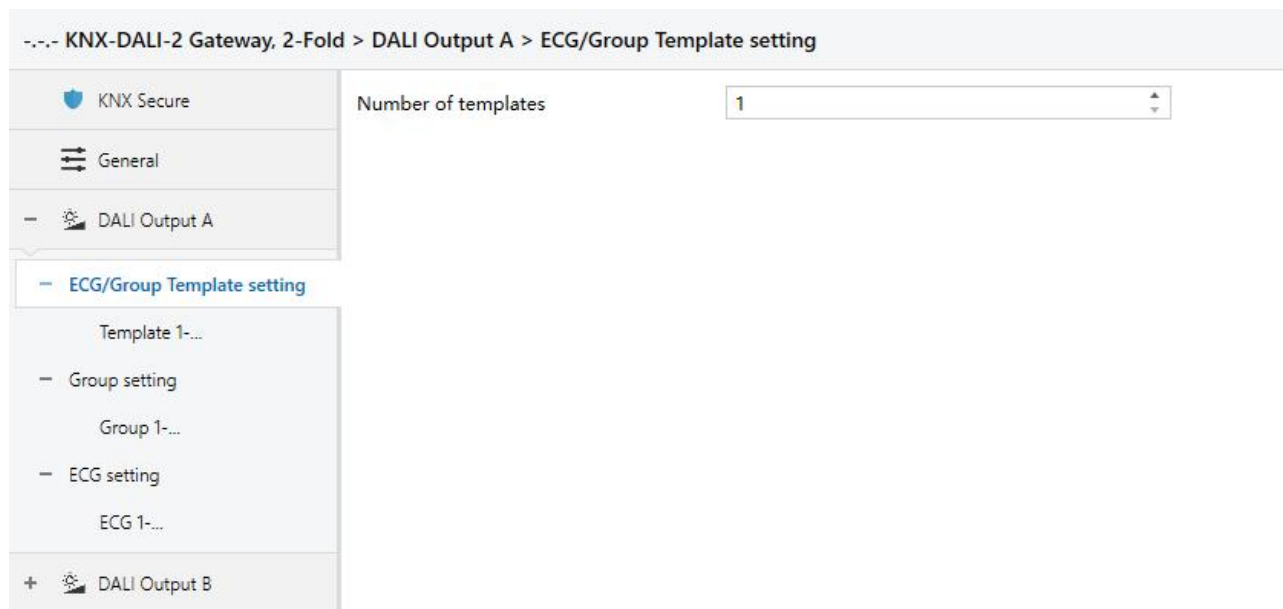 -.-.- KNX-DALI-2 Gateway, 2-Fold > DALI Output A > ECG/Group Template setting
KNX Secure
Number of templates
1
General
DALI Output A
ECG/Group Template setting
Template 1-...
Group setting
Group 1-...
ECG setting
ECG 1-...
DALI Output B